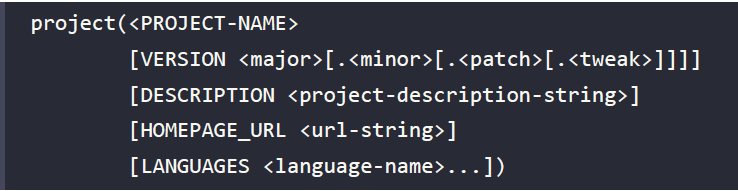 project(<PROJECT-NAME>
[VERSION <major>[.<minor>[.<patch>[.<tweak>]]]]
[DESCRIPTION <project-description-string>]
[HOMEPAGE_URL <url-string>]
[LANGUAGES <language-name>...])